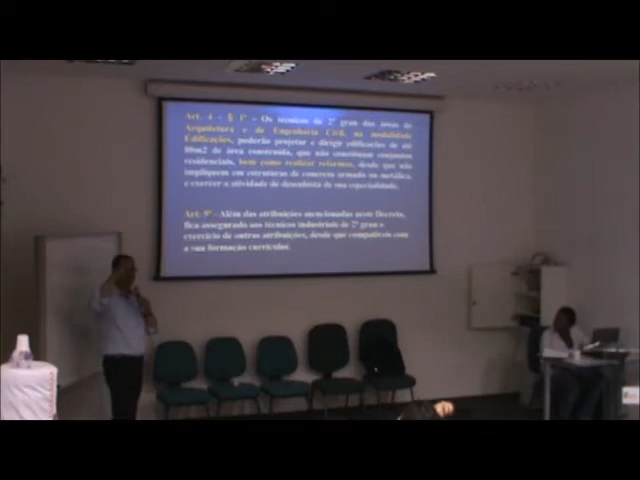 Art. 4 - § 1º - Os técnicos de 2º grau das áreas de
Arquitetura e de Engenharia Civil, na modalidade
Edificações, poderão projetar e dirigir edificações de até
80m2 de área construída, que não constituam conjuntos
residenciais, bem como realizar reformas, desde que não
impliquem em estruturas de concreto armado ou metálica,
e exercer a atividade de desenhista de sua especialidade.
Art. 9º - Além das atribuições mencionadas neste Decreto,
fica assegurado aos técnicos industriais de 2º grau o
exercício de outras atribuições, desde que compatíveis com
a sua formação curricular.